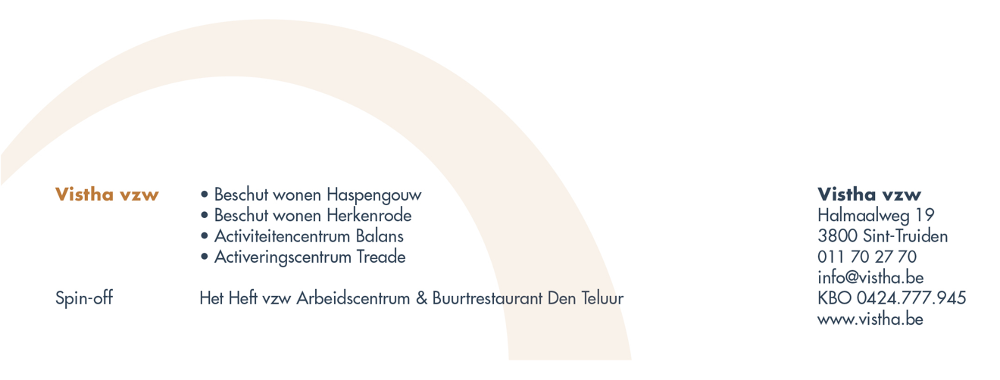 Vistha vzw
• Beschut wonen Haspengouw
• Beschut wonen Herkenrode
• Activiteitencentrum Balans
• Activeringscentrum Treade
Spin-off
Het Heft vzw Arbeidscentrum & Buurtrestaurant Den Teluur
Vistha vzw
Halmaalweg 19
3800 Sint-Truiden
011 70 27 70
info@vistha.be
KBO 0424.777.945
www.vistha.be